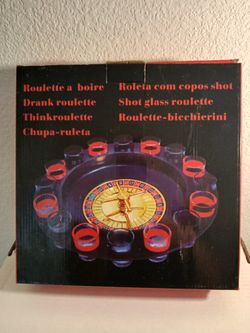 Roulette a boire
Drank roulette
Thinkroulette
Chupa-ruleta
Roleta com copos shot
Shot glass roulette
Roulette-bicchierini